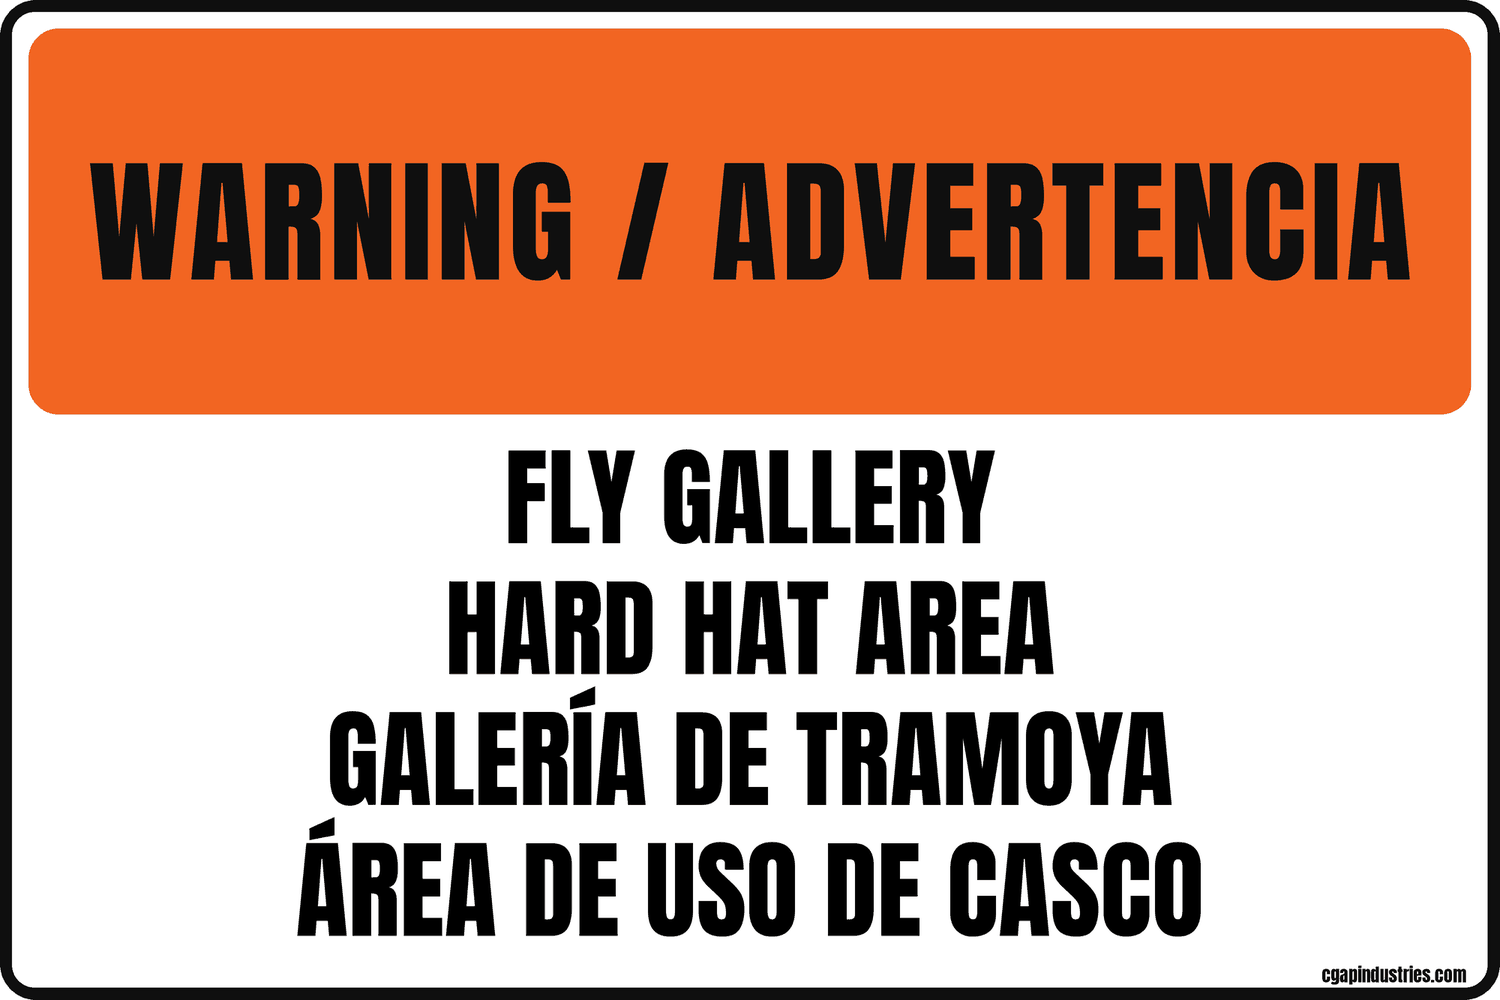 WARNING / ADVERTENCIA
FLY GALLERY
HARD HAT AREA
GALERÍA DE TRAMOYA
ÁREA DE USO DE CASCO
cgapindustries.com